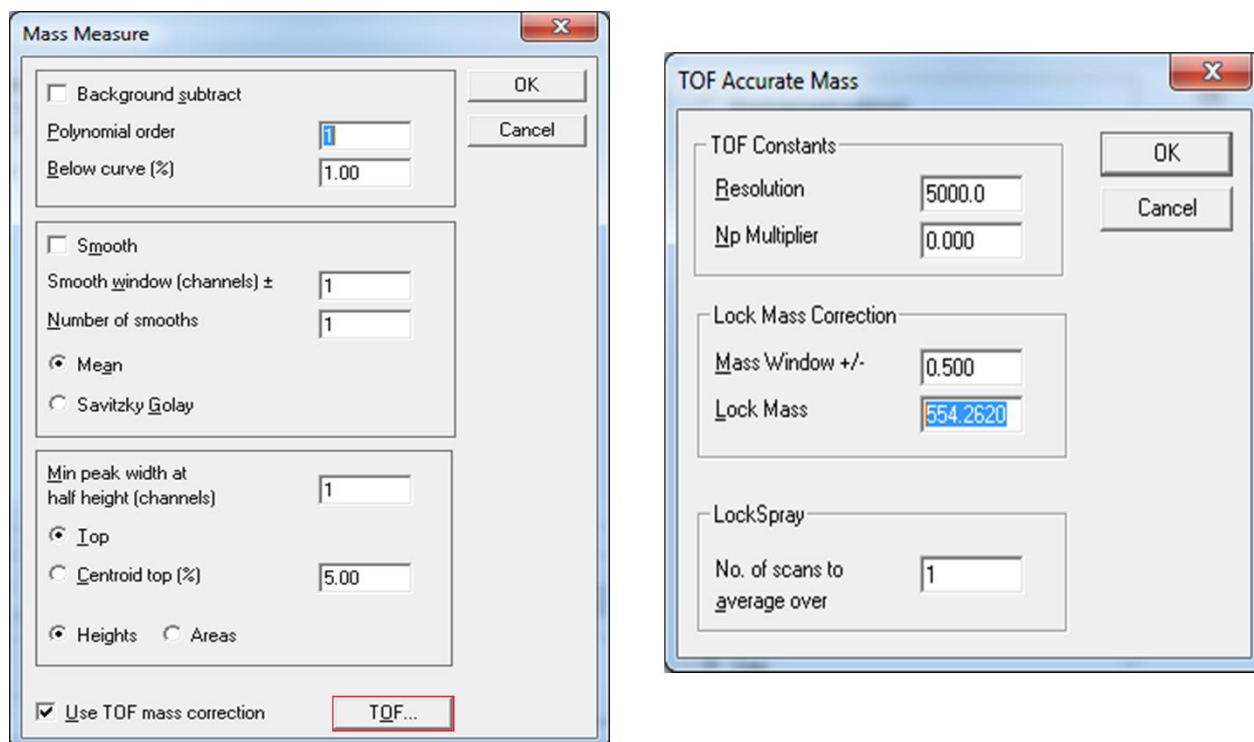 Mass Measure
Background subtract
OK
Polynomial order 1
Cancel
Below curve (%) 1.00
Smooth
Smooth window (channels) ± 1
Number of smooths 1
Mean
Savitzky Golay
Min peak width at
half height (channels) 1
Top
Centroid top (%) 5.00
Heights Areas
Use TOF mass correction TOF...
TOF Accurate Mass
TOF Constants
OK
Resolution 5000.0
Cancel
Np Multiplier 0.000
Lock Mass Correction
Mass Window +/- 0.500
Lock Mass 554.2620
LockSpray
No. of scans to 1
average over